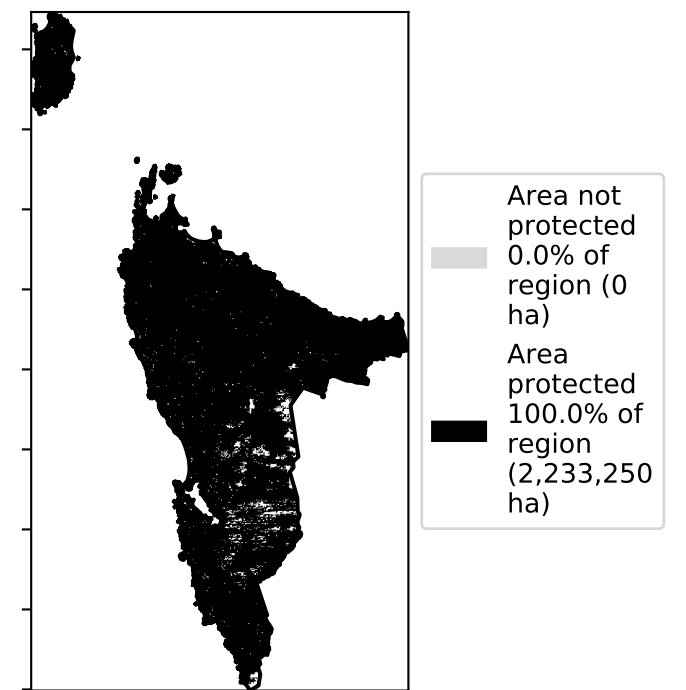 Area not
protected
0.0% of
region (0
ha)
Area
protected
100.0% of
region
(2,233,250
ha)